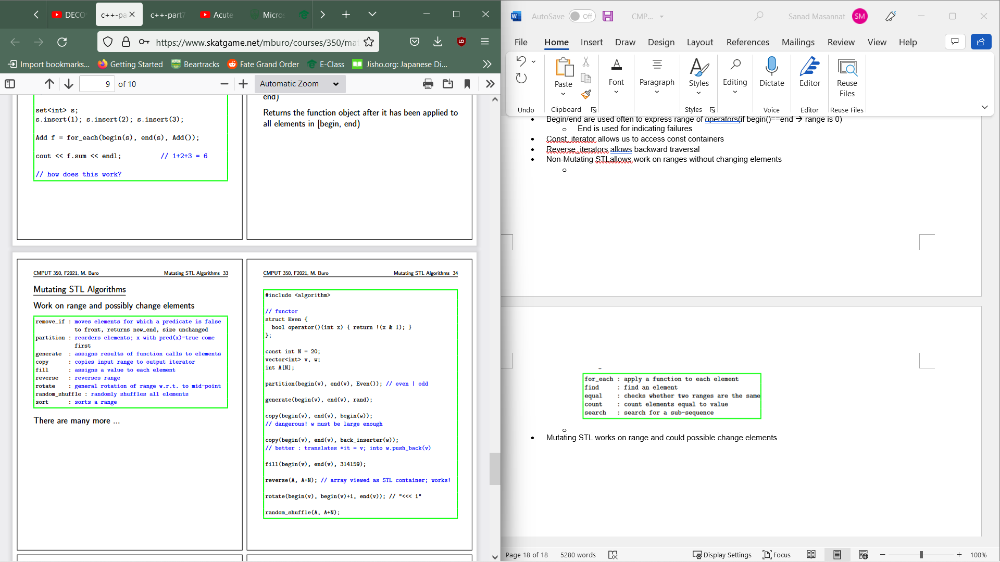 DECO
c++-pa
c++-part7
Acute
Micros
https://www.skatgame.net/mburo/courses/350/mat
Import bookmarks...
Getting Started
Beartracks
Fate Grand Order
E-Class
Jisho.org: Japanese Di...
9 of 10
Automatic Zoom
end)
set<int> s;
s.insert(1); s.insert(2); s.insert(3);
Add f = for_each(begin(s), end(s), Add());
cout << f.sum << endl; // 1+2+3 = 6
// how does this work?
Returns the function object after it has been applied to
all elements in [begin, end)
CMPUT 350, F2021, M. Buro Mutating STL Algorithms 33
Mutating STL Algorithms
Work on range and possibly change elements
remove_if : moves elements for which a predicate is false
to front, returns new_end, size unchanged
partition : reorders elements; x with pred(x)=true come
first
generate : assigns results of function calls to elements
copy : copies input range to output iterator
fill : assigns a value to each element
reverse : reverses range
rotate : general rotation of range w.r.t. to mid-point
random_shuffle : randomly shuffles all elements
sort : sorts a range
There are many more ...
CMPUT 350, F2021, M. Buro Mutating STL Algorithms 34
#include <algorithm>
// functor
struct Even {
bool operator()(int x) { return !(x & 1); }
};
const int N = 20;
vector<int> v, w;
int A[N];
partition(begin(v), end(v), Even()); // even | odd
generate(begin(v), end(v), rand);
copy(begin(v), end(v), begin(w));
// dangerous! w must be large enough
copy(begin(v), end(v), back_inserter(w));
// better : translates *it = v; into w.push_back(v)
fill(begin(v), end(v), 314159);
reverse(A, A+N); // array viewed as STL container; works!
rotate(begin(v), begin(v)+1, end(v)); // "<<< 1"
random_shuffle(A, A+N);
AutoSave Off
CMP...
Sanad Masannat SM
File Home Insert Draw Design Layout References Mailings Review View Help
Paste
Font
Paragraph
Styles
Editing
Dictate
Editor
Reuse
Files
Undo
Clipboard
Styles
Voice
Editor
Reuse Files
Begin/end are used often to express range of operators(if begin()==end → range is 0)
End is used for indicating failures
Const_iterator allows us to access const containers
Reverse_iterators allows backward traversal
Non-Mutating STLallows work on ranges without changing elements
for_each : apply a function to each element
find : find an element
equal : checks whether two ranges are the same
count : count elements equal to value
search : search for a sub-sequence
Mutating STL works on range and could possible change elements
Page 18 of 18
5280 words
Display Settings
Focus
100%